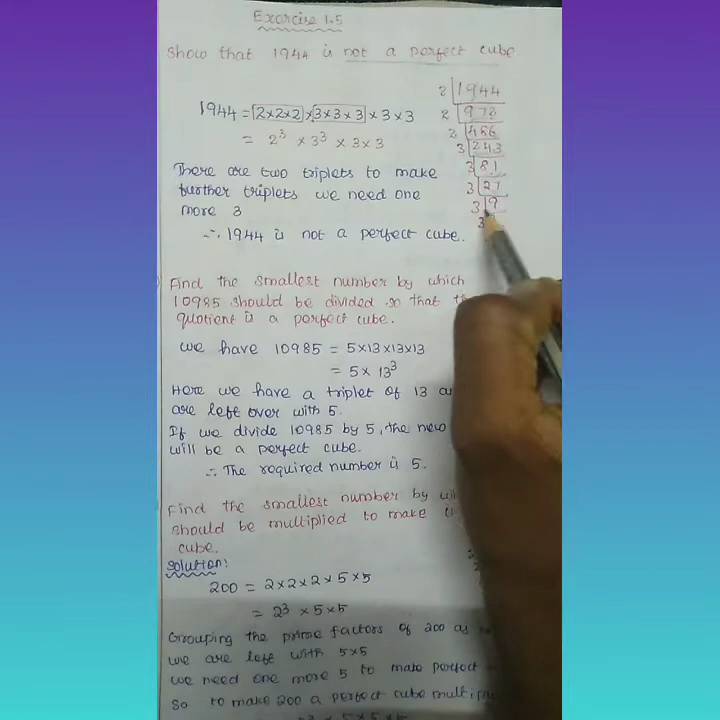 Exercise 1.5
Show that 1944 is not a perfect cube
1944 = 2×2×2 × 3×3×3 × 3 × 3
= 2³ × 3³ × 3 × 3
2 1944
2 972
2 486
3 243
3 81
3 27
3 9
3
There are two triplets to make
further triplets we need one
more 3
∴ 1944 is not a perfect cube.
Find the smallest number by which
10985 should be divided so that
quotient is a perfect cube.
we have 10985 = 5×13×13×13
= 5 × 13³
Here we have a triplet of 13
are left over with 5.
If we divide 10985 by 5, the new
will be a perfect cube.
∴ The required number is 5.
Find the smallest number by
should be multiplied to make
cube.
Solution:
200 = 2×2×2×5×5
= 2³ × 5×5
Grouping the prime factors of 200 as
we are left with 5×5
we need one more 5 to make perfect
So to make 200 a perfect cube